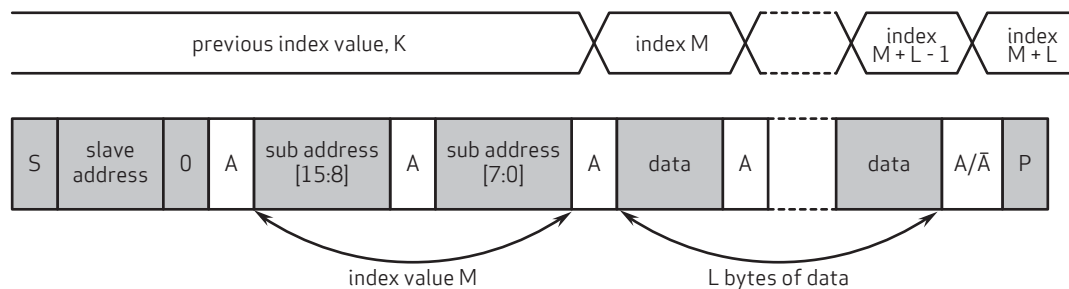 previous index value, K
index M
index
M + L - 1
index
M + L
S
slave
address
0
A
sub address
[15:8]
A
sub address
[7:0]
A
data
A
data
A/Ā
P
index value M
L bytes of data